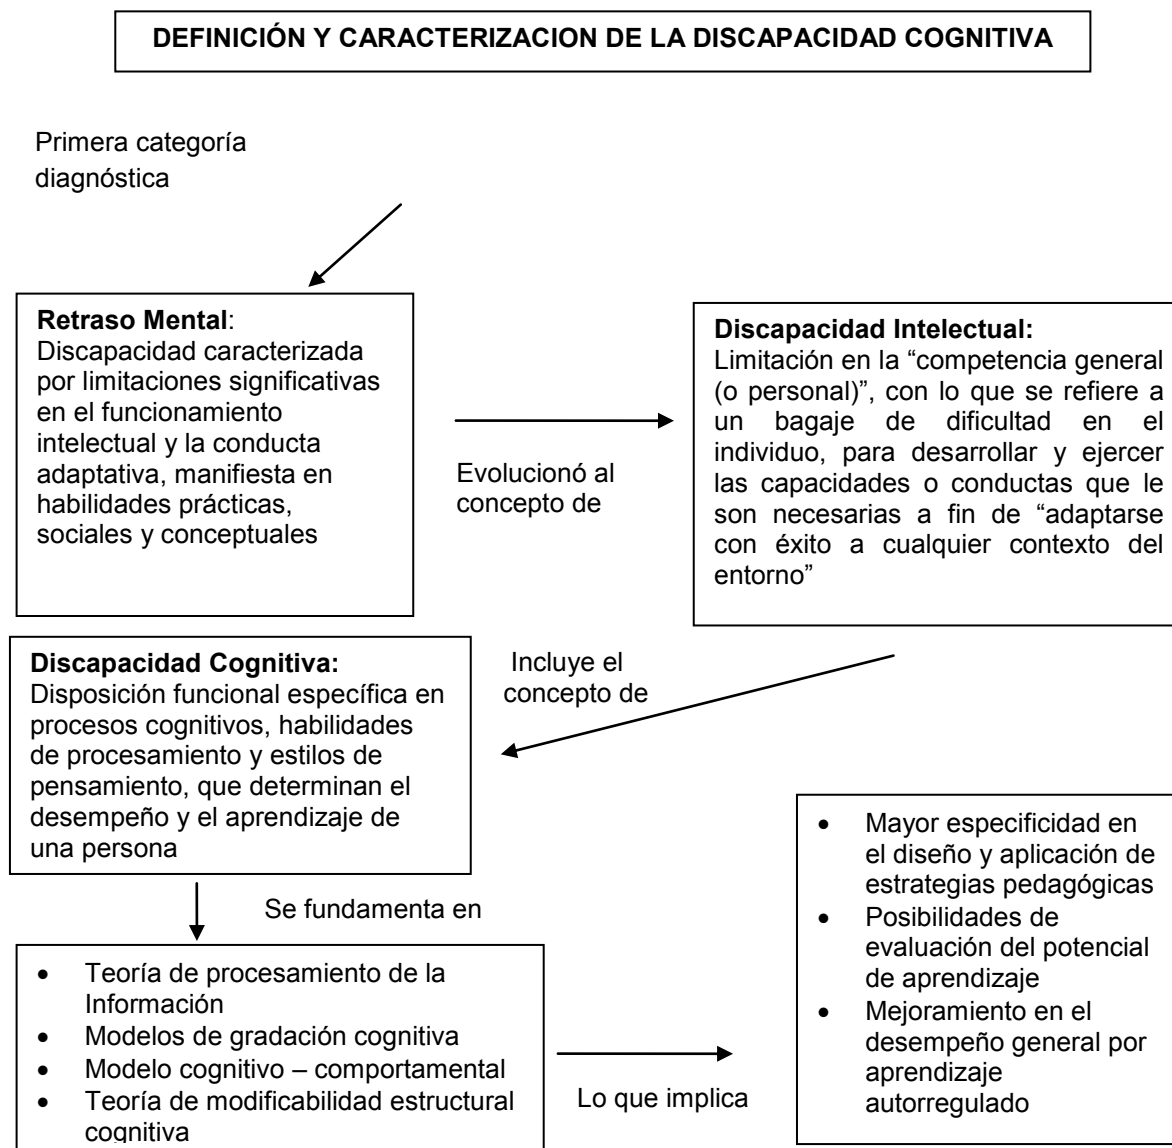 DEFINICIÓN Y CARACTERIZACION DE LA DISCAPACIDAD COGNITIVA
Primera categoría
diagnóstica
Retraso Mental:
Discapacidad caracterizada
por limitaciones significativas
en el funcionamiento
intelectual y la conducta
adaptativa, manifiesta en
habilidades prácticas,
sociales y conceptuales
Evolucionó al
concepto de
Discapacidad Intelectual:
Limitación en la “competencia general
(o personal)”, con lo que se refiere a
un bagaje de dificultad en el
individuo, para desarrollar y ejercer
las capacidades o conductas que le
son necesarias a fin de “adaptarse
con éxito a cualquier contexto del
entorno”
Incluye el
concepto de
Discapacidad Cognitiva:
Disposición funcional específica en
procesos cognitivos, habilidades
de procesamiento y estilos de
pensamiento, que determinan el
desempeño y el aprendizaje de
una persona
Se fundamenta en
• Teoría de procesamiento de la
Información
• Modelos de gradación cognitiva
• Modelo cognitivo – comportamental
• Teoría de modificabilidad estructural
cognitiva
Lo que implica
• Mayor especificidad en
el diseño y aplicación de
estrategias pedagógicas
• Posibilidades de
evaluación del potencial
de aprendizaje
• Mejoramiento en el
desempeño general por
aprendizaje
autorregulado